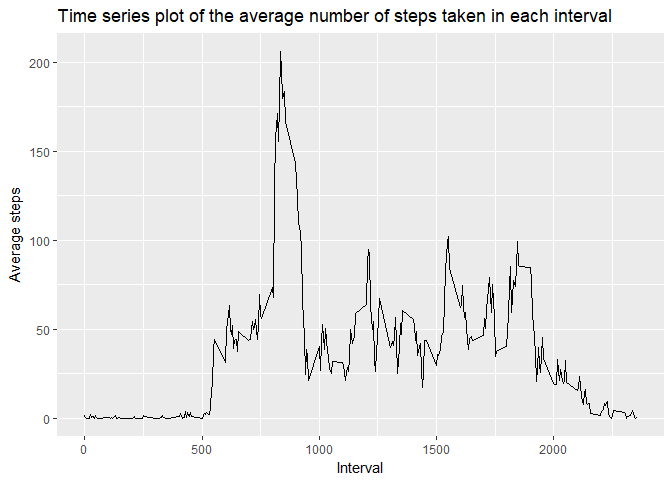 Time series plot of the average number of steps taken in each interval
200
150
100
50
0
Average steps
0 500 1000 1500 2000
Interval